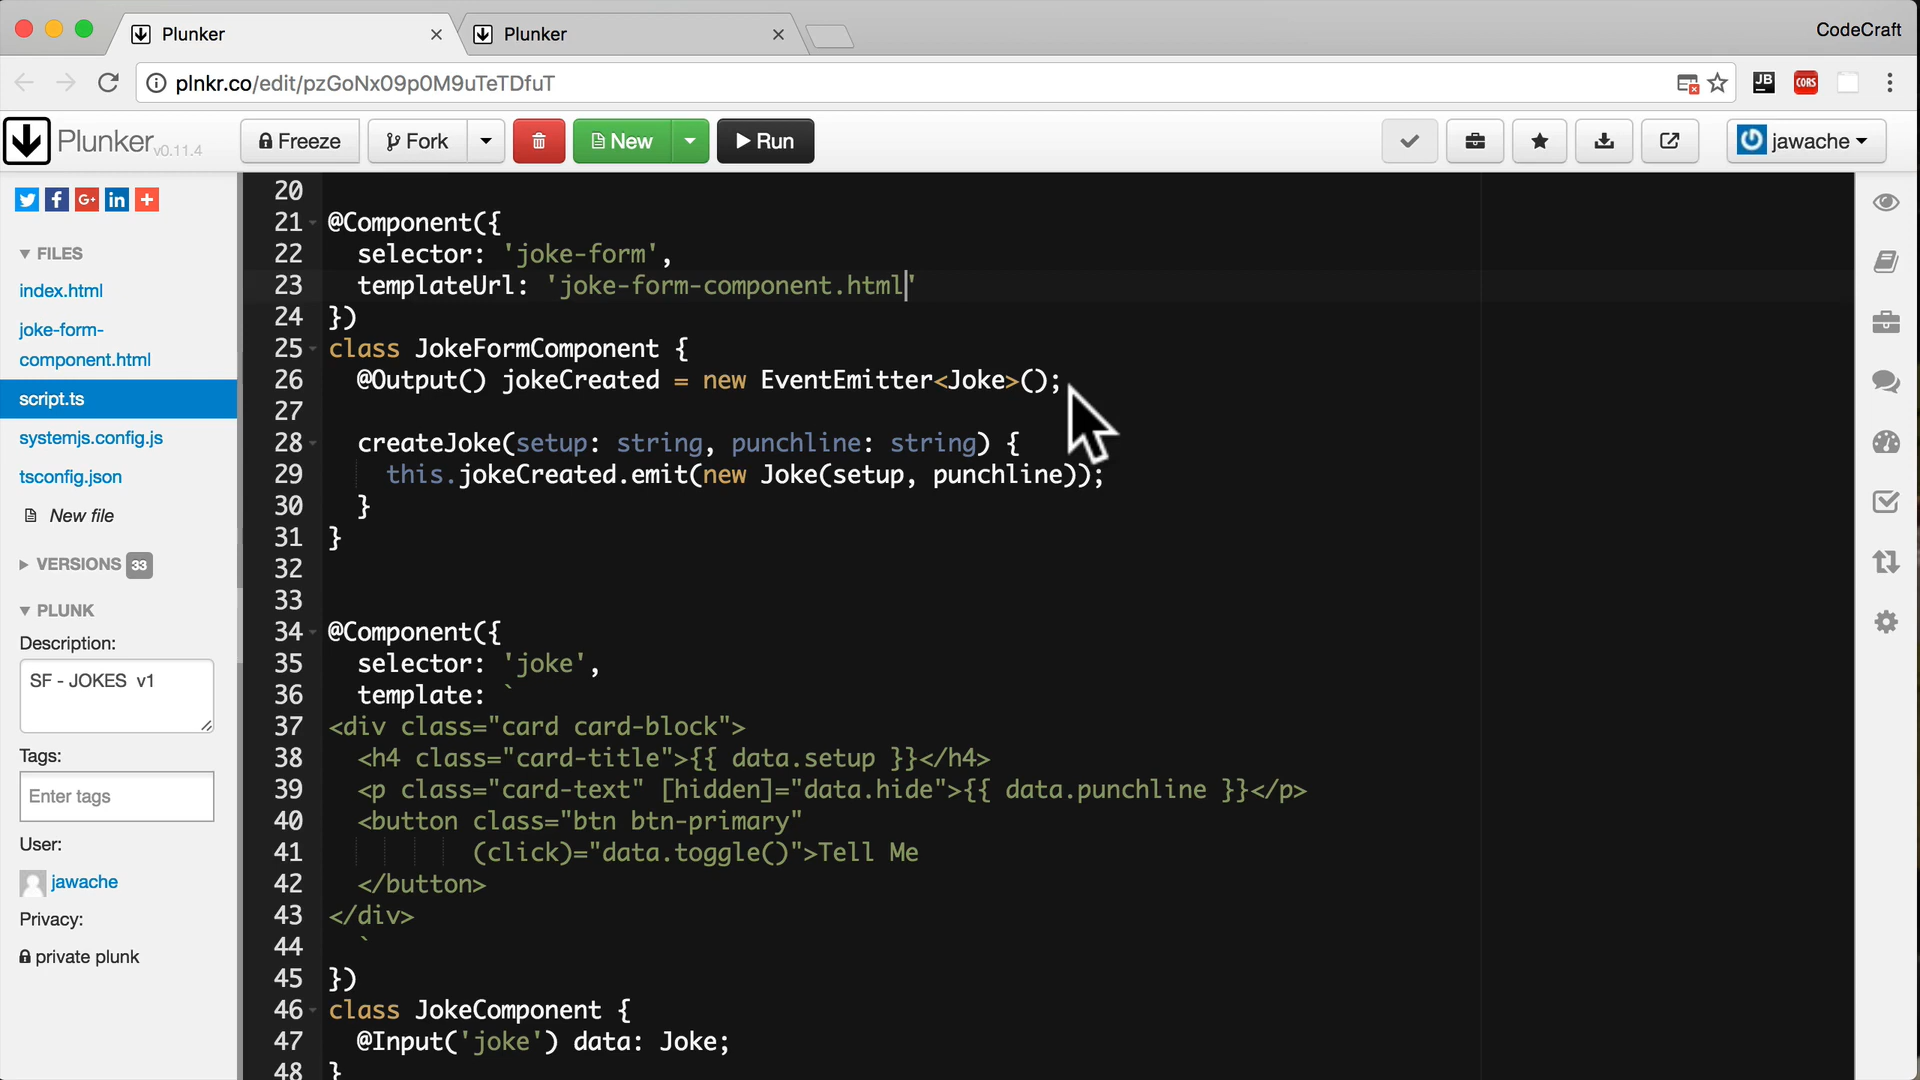 Plunker
Plunker
CodeCraft
plnkr.co/edit/pzGoNx09p0M9uTeTDfuT
JB
CORS
Plunker v0.11.4
Freeze
Fork
New
Run
jawache
FILES
index.html
joke-form-
component.html
script.ts
systemjs.config.js
tsconfig.json
New file
VERSIONS 33
PLUNK
Description:
SF - JOKES v1
Tags:
Enter tags
User:
jawache
Privacy:
private plunk
20
21 @Component({
22 selector: 'joke-form',
23 templateUrl: 'joke-form-component.html'
24 })
25 class JokeFormComponent {
26 @Output() jokeCreated = new EventEmitter<Joke>();
27
28 createJoke(setup: string, punchline: string) {
29 this.jokeCreated.emit(new Joke(setup, punchline));
30 }
31 }
32
33
34 @Component({
35 selector: 'joke',
36 template: `
37 <div class="card card-block">
38 <h4 class="card-title">{{ data.setup }}</h4>
39 <p class="card-text" [hidden]="data.hide">{{ data.punchline }}</p>
40 <button class="btn btn-primary"
41 (click)="data.toggle()">Tell Me
42 </button>
43 </div>
44 `
45 })
46 class JokeComponent {
47 @Input('joke') data: Joke;
48 }